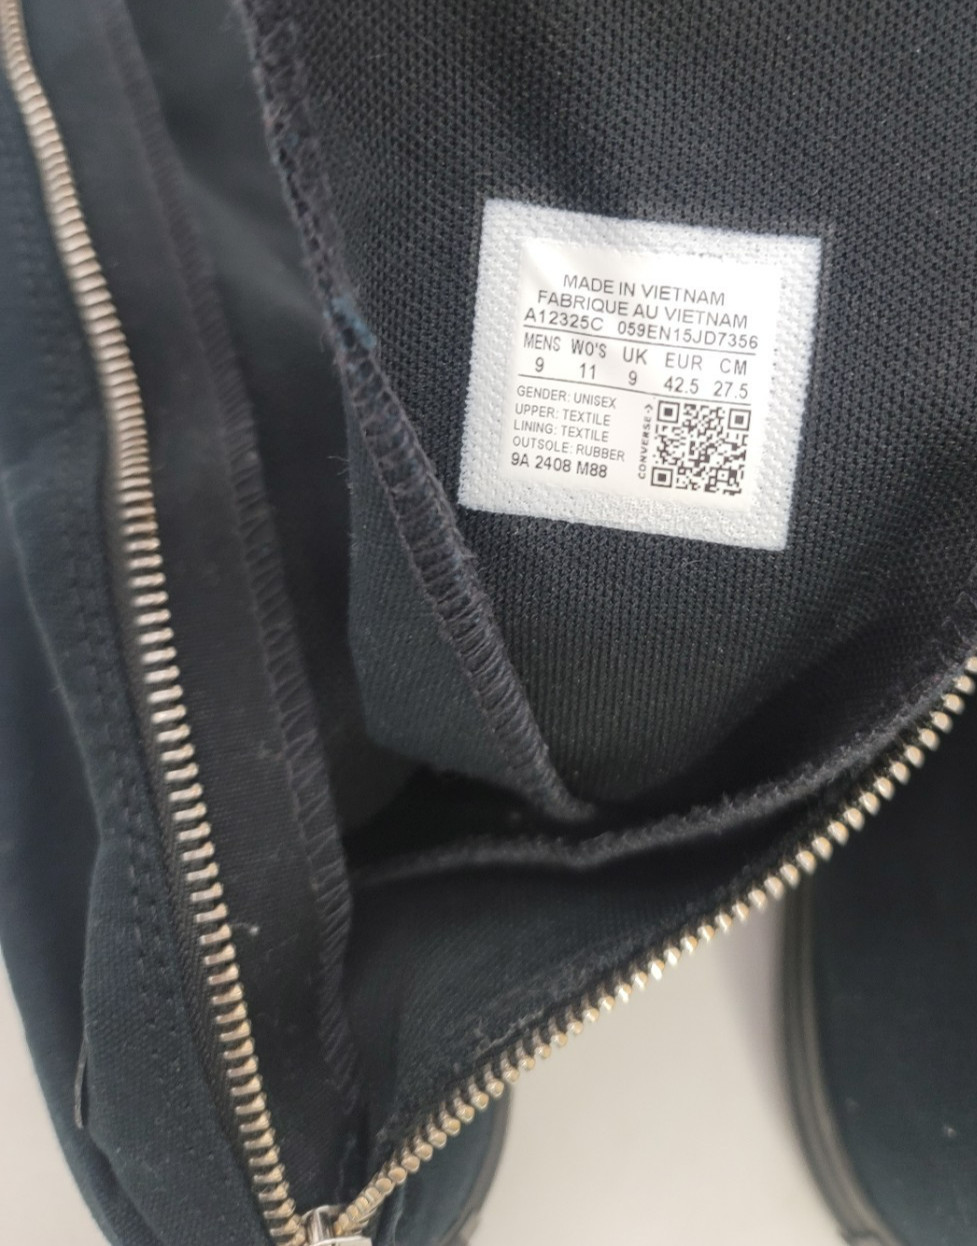 MADE IN VIETNAM
FABRIQUE AU VIETNAM
A12325C 059EN15JD7356
MENS WO'S UK EUR CM
9 11 9 42.5 27.5
GENDER: UNISEX
UPPER: TEXTILE
LINING: TEXTILE
OUTSOLE: RUBBER
9A 2408 M88
CONVERSE